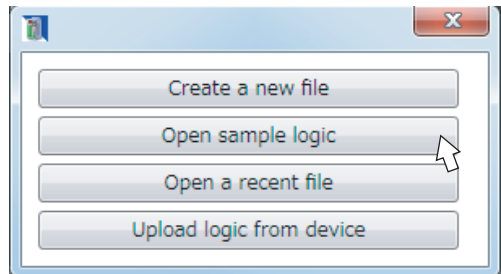 Create a new file
Open sample logic
Open a recent file
Upload logic from device